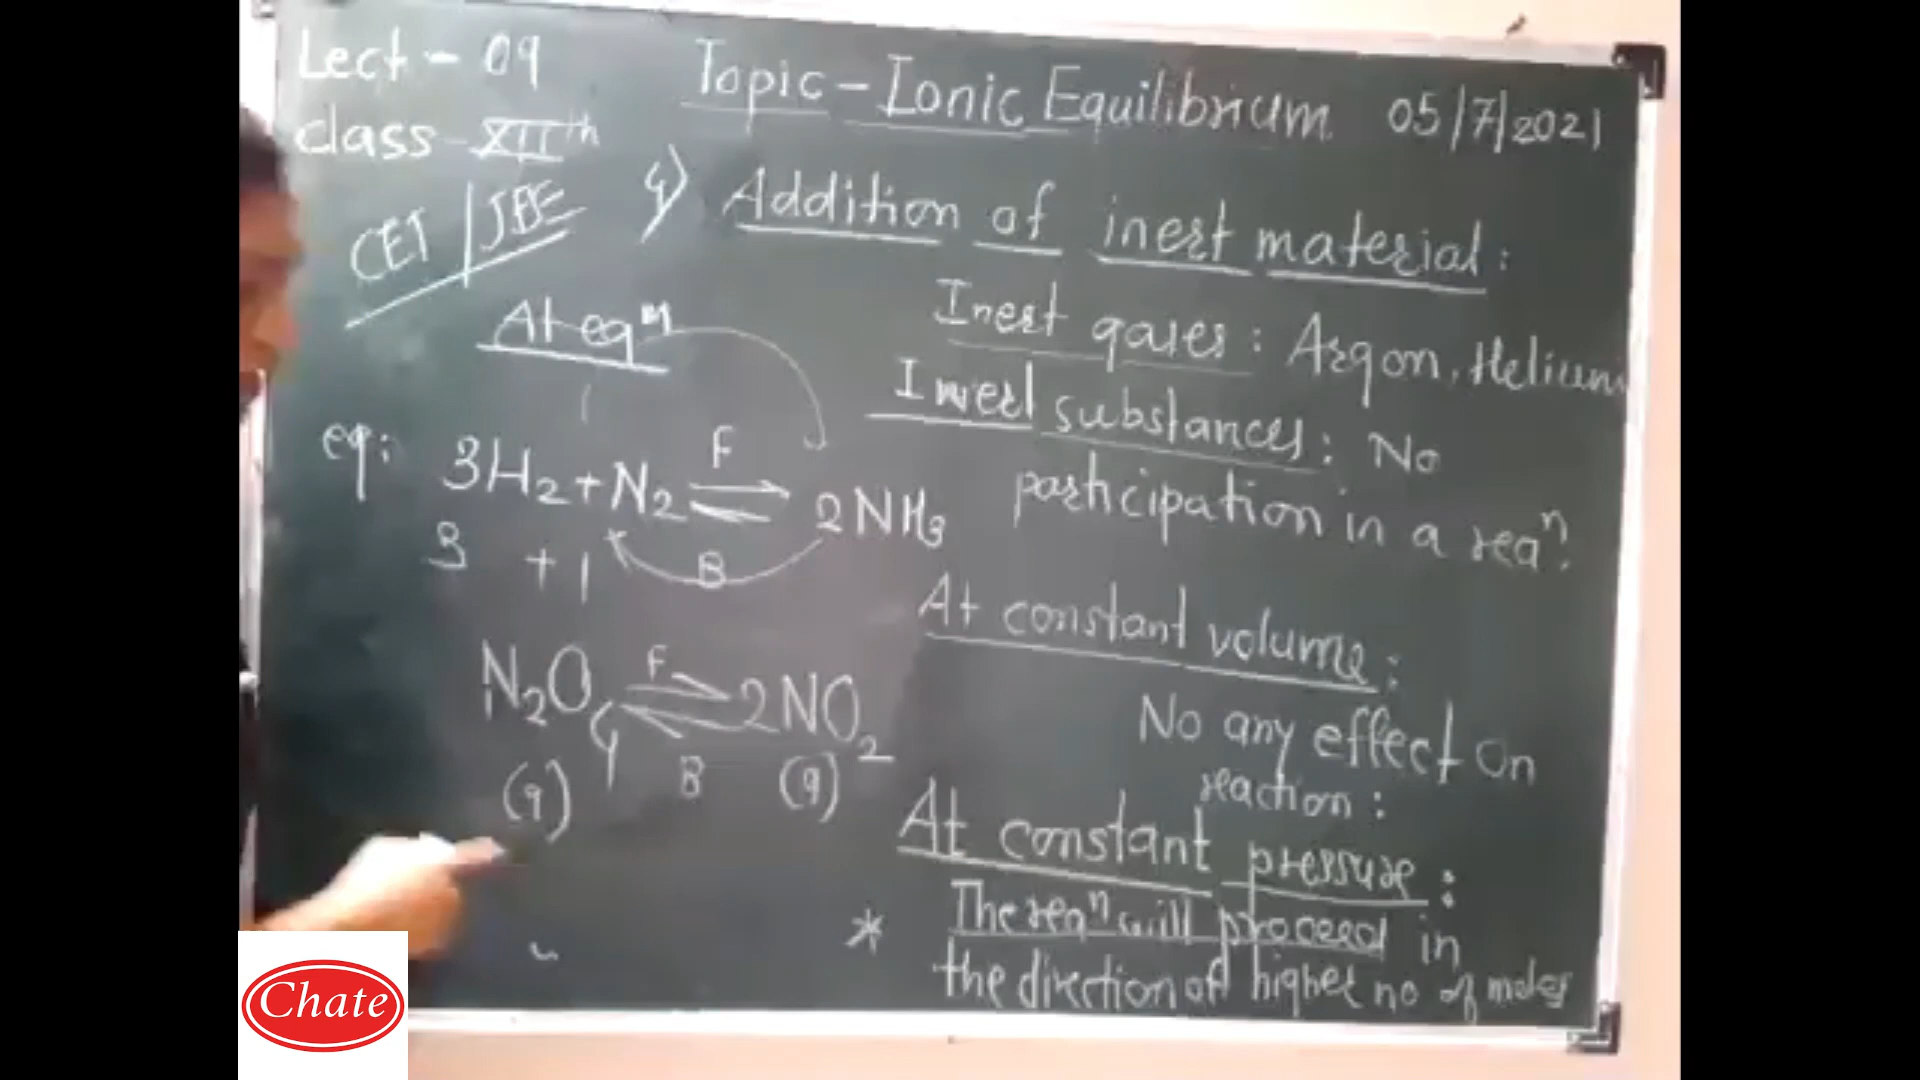 Lect - 09
Class - XIIth
CET / JEE
Topic - Ionic Equilibrium 05/7/2021
4) Addition of inert material:
Inert gases: Argon, Helium
Inert substances: No
participation in a reaⁿ.
At constant volume:
No any effect on
reaction:
At constant pressure:
* The reaⁿ will proceed in
the direction of higher no of moles
At eqᵐ
eg: 3H₂ + N₂ ⇌ 2NH₃
F
B
3 + 1
N₂O₄ ⇌ 2NO₂
F
B
(g) (g)
Chate